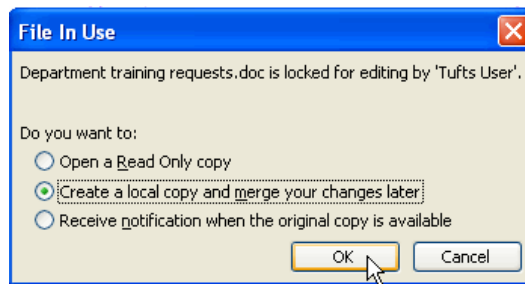 File In Use
Department training requests.doc is locked for editing by 'Tufts User'.
Do you want to:
Open a Read Only copy
Create a local copy and merge your changes later
Receive notification when the original copy is available
OK Cancel